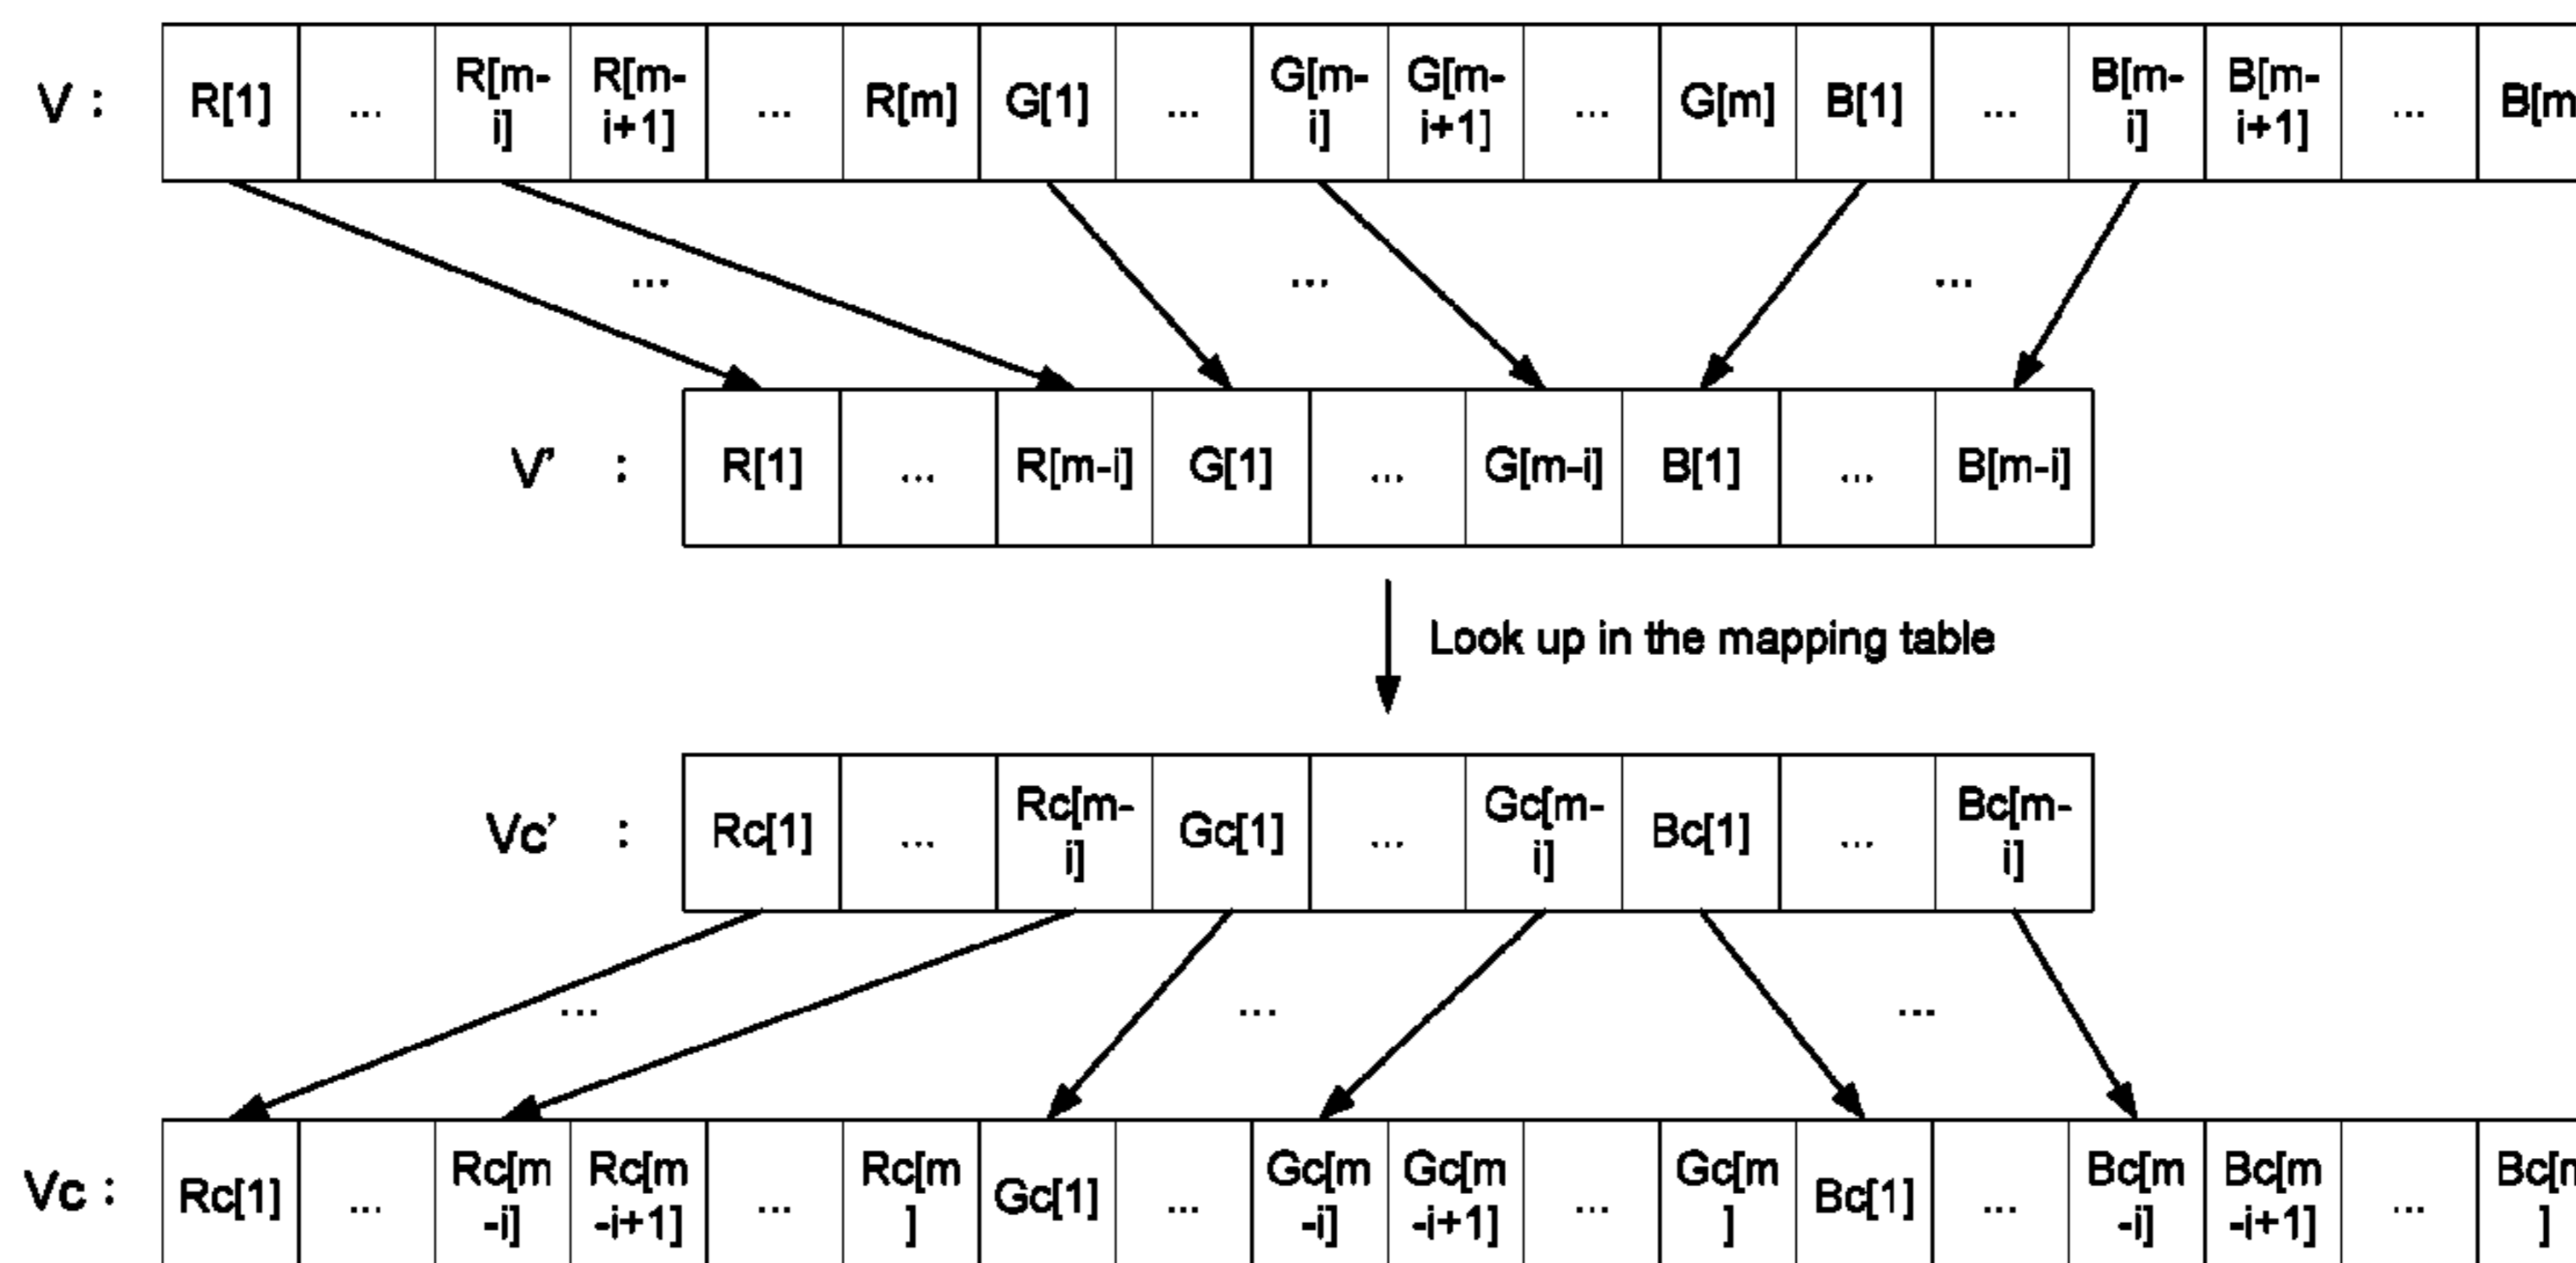 V : R[1] ... R[m-i] R[m-i+1] ... R[m] G[1] ... G[m-i] G[m-i+1] ... G[m] B[1] ... B[m-i] B[m-i+1] ... B[m
... ... ...
V' : R[1] ... R[m-i] G[1] ... G[m-i] B[1] ... B[m-i]
Look up in the mapping table
Vc' : Rc[1] ... Rc[m-i] Gc[1] ... Gc[m-i] Bc[1] ... Bc[m-i]
... ... ...
Vc : Rc[1] ... Rc[m-i] Rc[m-i+1] ... Rc[m] Gc[1] ... Gc[m-i] Gc[m-i+1] ... Gc[m] Bc[1] ... Bc[m-i] Bc[m-i+1] ... Bc[m]